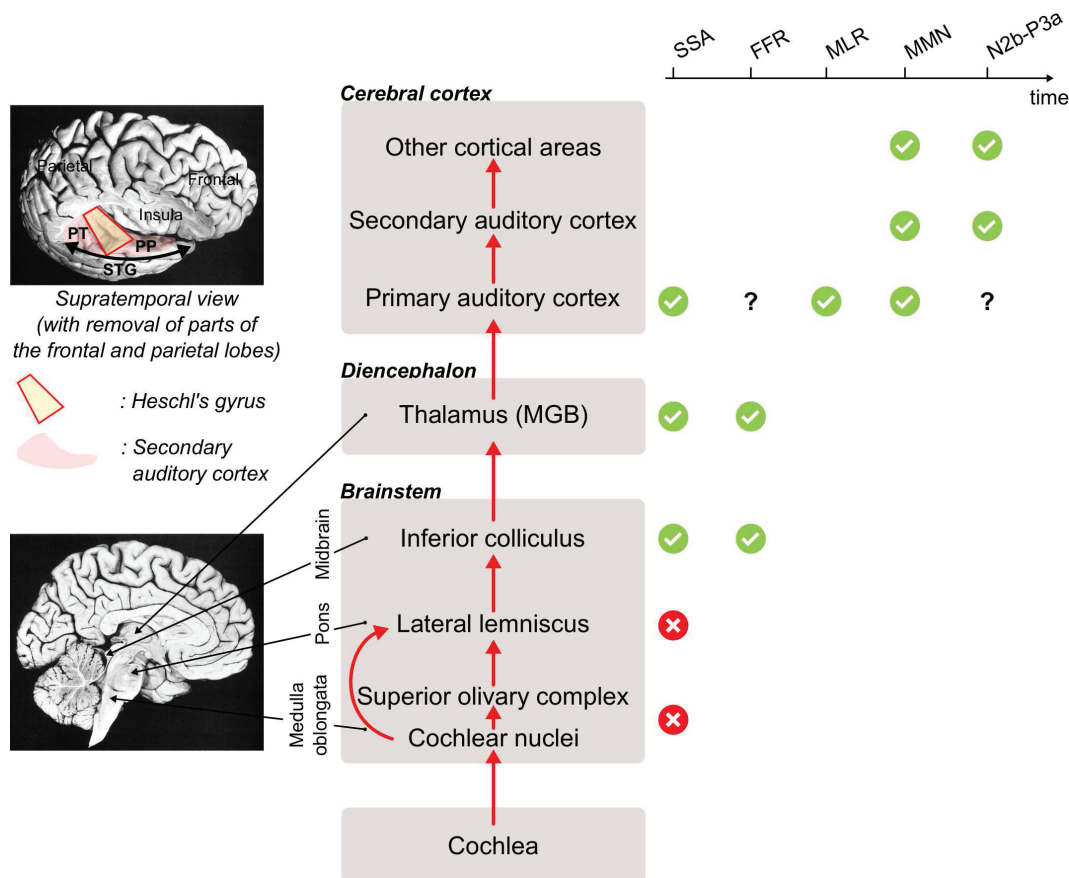 SSA
FFR
MLR
MMN
N2b-P3a
time
Cerebral cortex
Other cortical areas
Secondary auditory cortex
Primary auditory cortex
?
?
Parietal
Frontal
Insula
PT
PP
STG
Supratemporal view
(with removal of parts of
the frontal and parietal lobes)
: Heschl's gyrus
: Secondary
auditory cortex
Diencephalon
Thalamus (MGB)
Brainstem
Midbrain
Inferior colliculus
Pons
Lateral lemniscus
Medulla
oblongata
Superior olivary complex
Cochlear nuclei
Cochlea